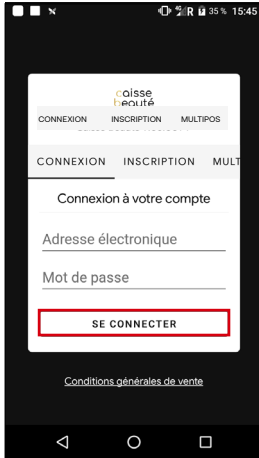 R 35 % 15:45
caisse
beauté
CONNEXION INSCRIPTION MULTIPOS
CONNEXION INSCRIPTION MULT
Connexion à votre compte
Adresse électronique
Mot de passe
SE CONNECTER
Conditions générales de vente